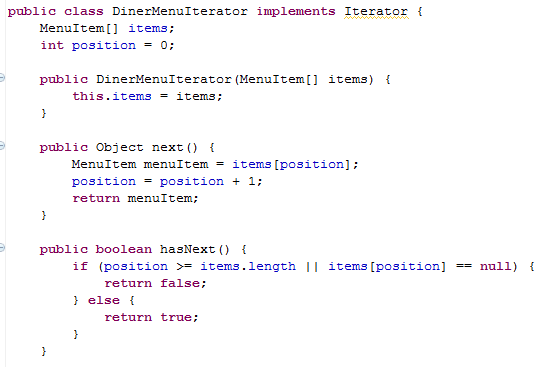 public class DinerMenuIterator implements Iterator {
    MenuItem[] items;
    int position = 0;

    public DinerMenuIterator(MenuItem[] items) {
        this.items = items;
    }

    public Object next() {
        MenuItem menuItem = items[position];
        position = position + 1;
        return menuItem;
    }

    public boolean hasNext() {
        if (position >= items.length || items[position] == null) {
            return false;
        } else {
            return true;
        }
    }